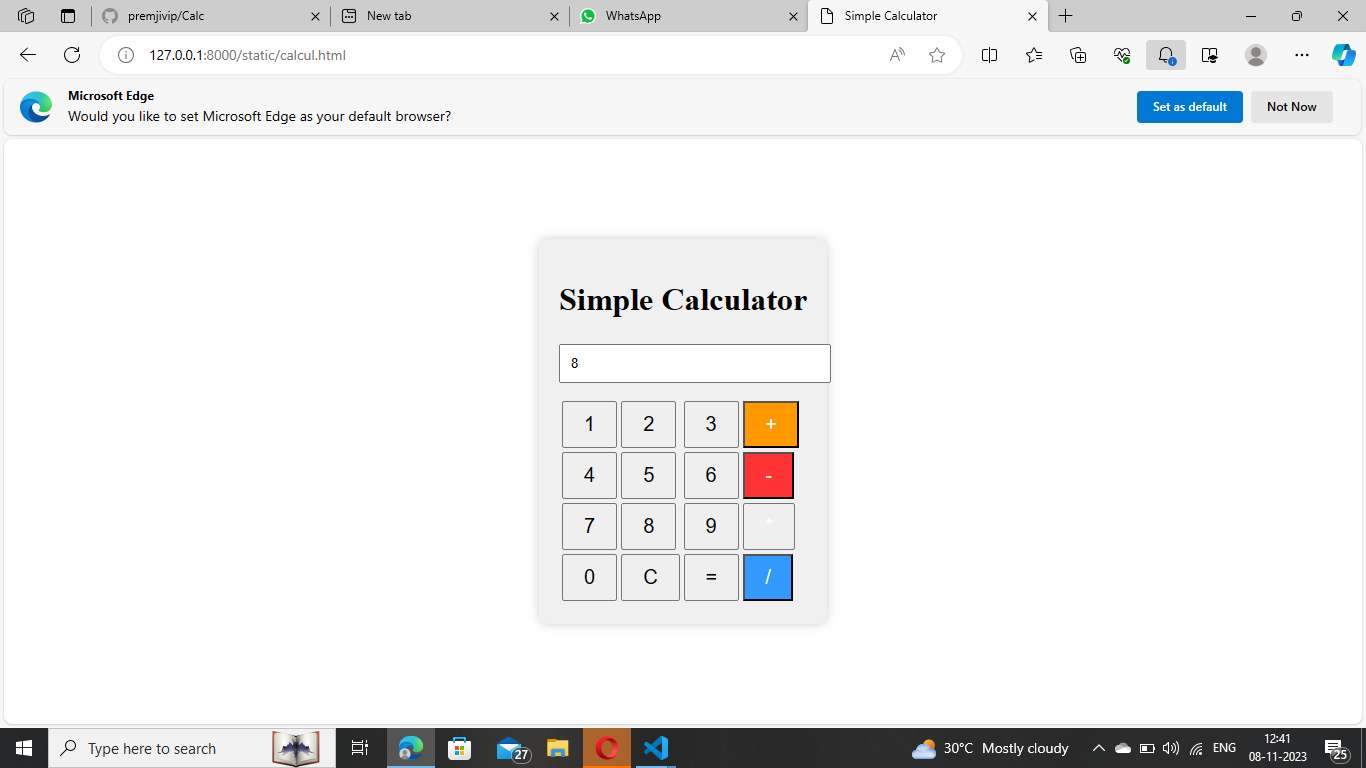 premjivip/Calc
New tab
WhatsApp
Simple Calculator
127.0.0.1:8000/static/calcul.html
Microsoft Edge
Would you like to set Microsoft Edge as your default browser?
Set as default
Not Now
Simple Calculator
8
1 2 3 +
4 5 6 -
7 8 9 *
0 C = /
Type here to search
27
30°C Mostly cloudy
ENG
12:41
08-11-2023
25